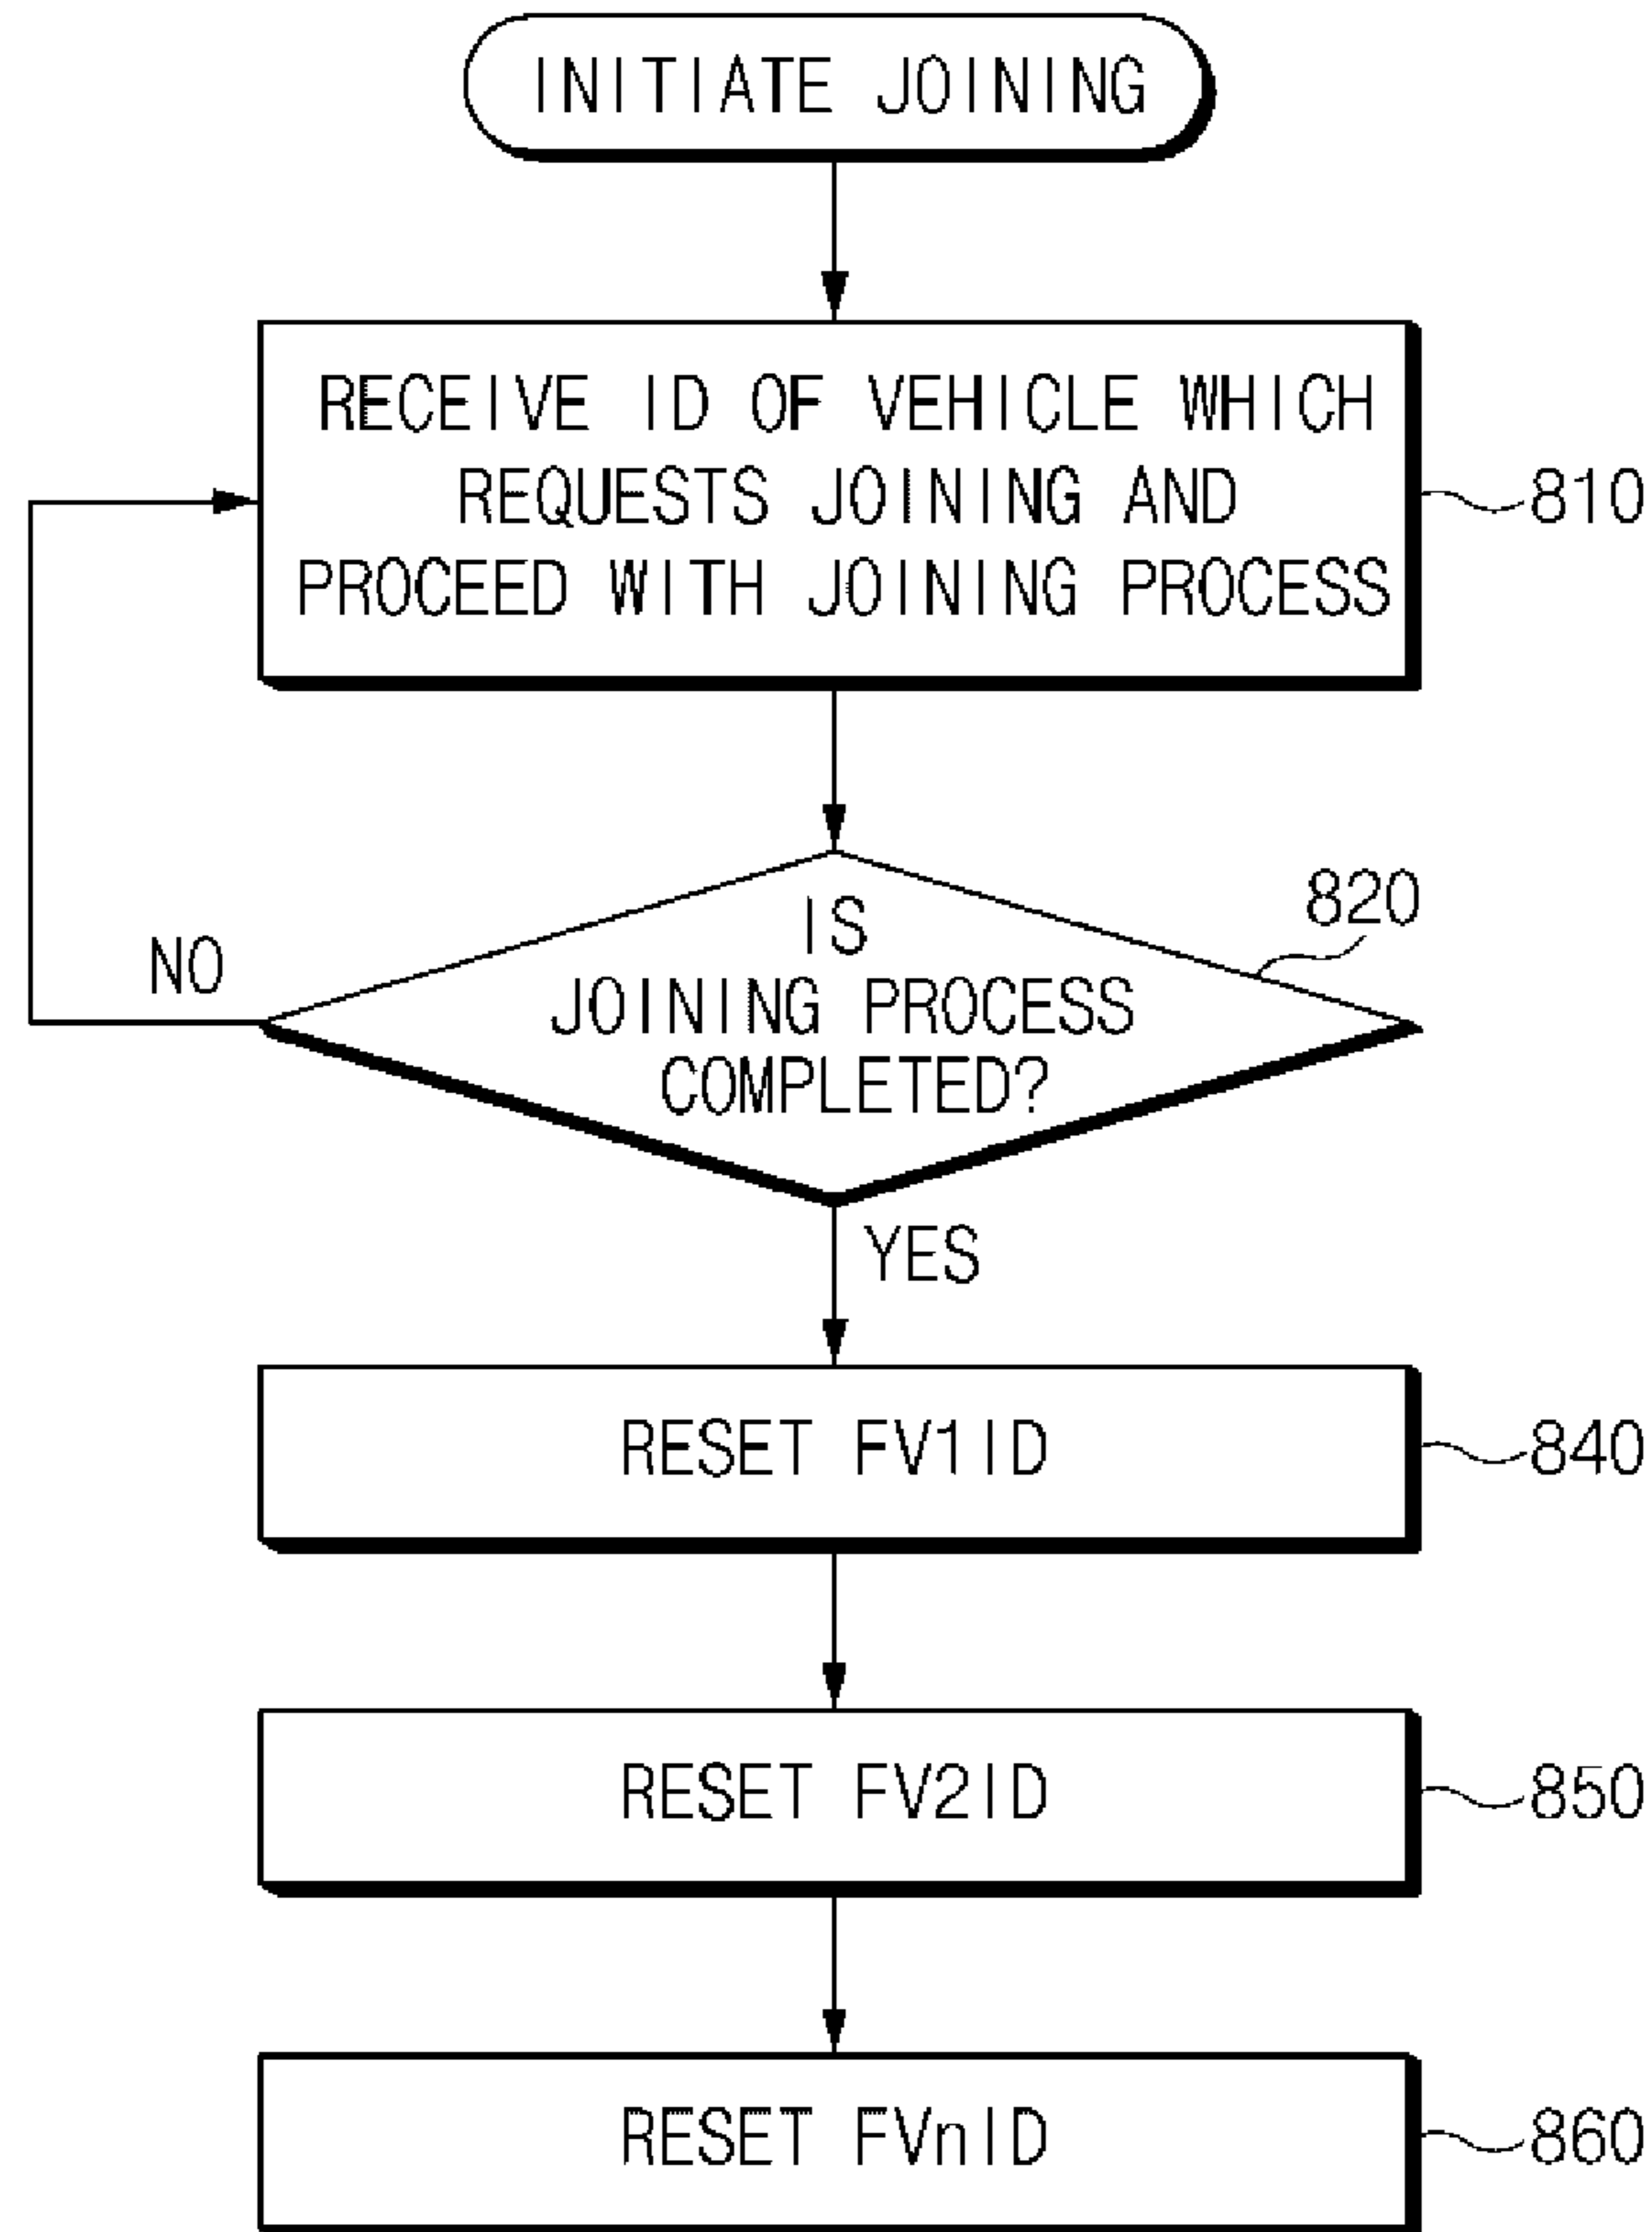 INITIATE JOINING
RECEIVE ID OF VEHICLE WHICH
REQUESTS JOINING AND
PROCEED WITH JOINING PROCESS
810
820
IS
JOINING PROCESS
COMPLETED?
NO
YES
RESET FV1ID
840
RESET FV2ID
850
RESET FVnID
860